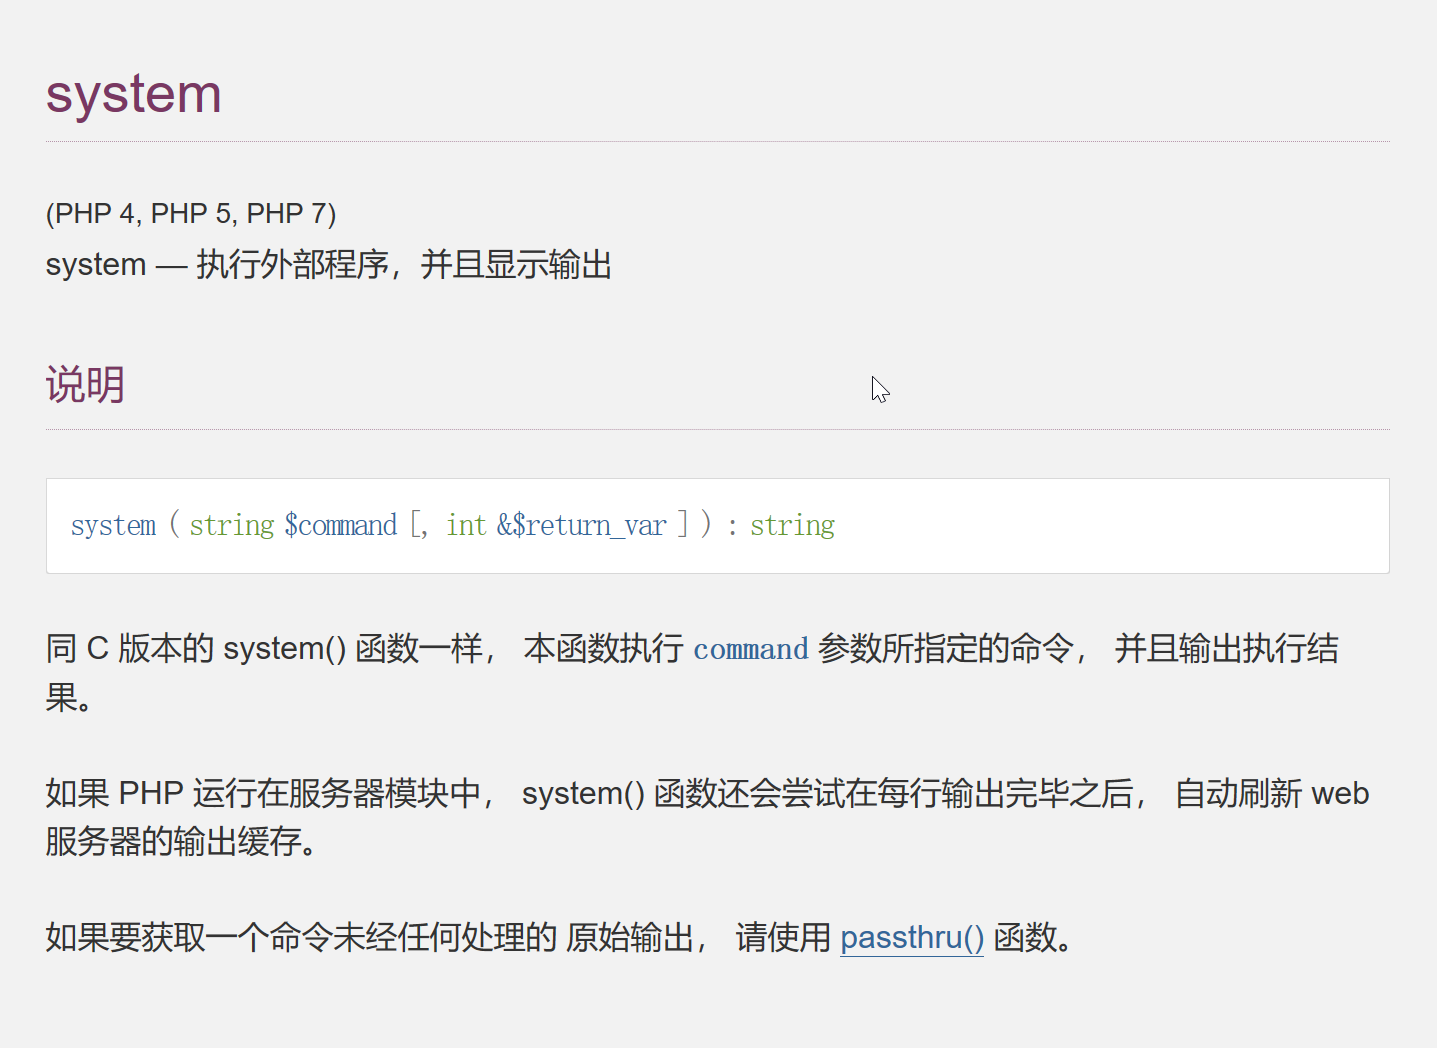 system
(PHP 4, PHP 5, PHP 7)
system — 执行外部程序，并且显示输出
说明
system ( string $command [, int &$return_var ] ) : string
同 C 版本的 system() 函数一样， 本函数执行 command 参数所指定的命令， 并且输出执行结
果。
如果 PHP 运行在服务器模块中， system() 函数还会尝试在每行输出完毕之后， 自动刷新 web
服务器的输出缓存。
如果要获取一个命令未经任何处理的 原始输出， 请使用 passthru() 函数。